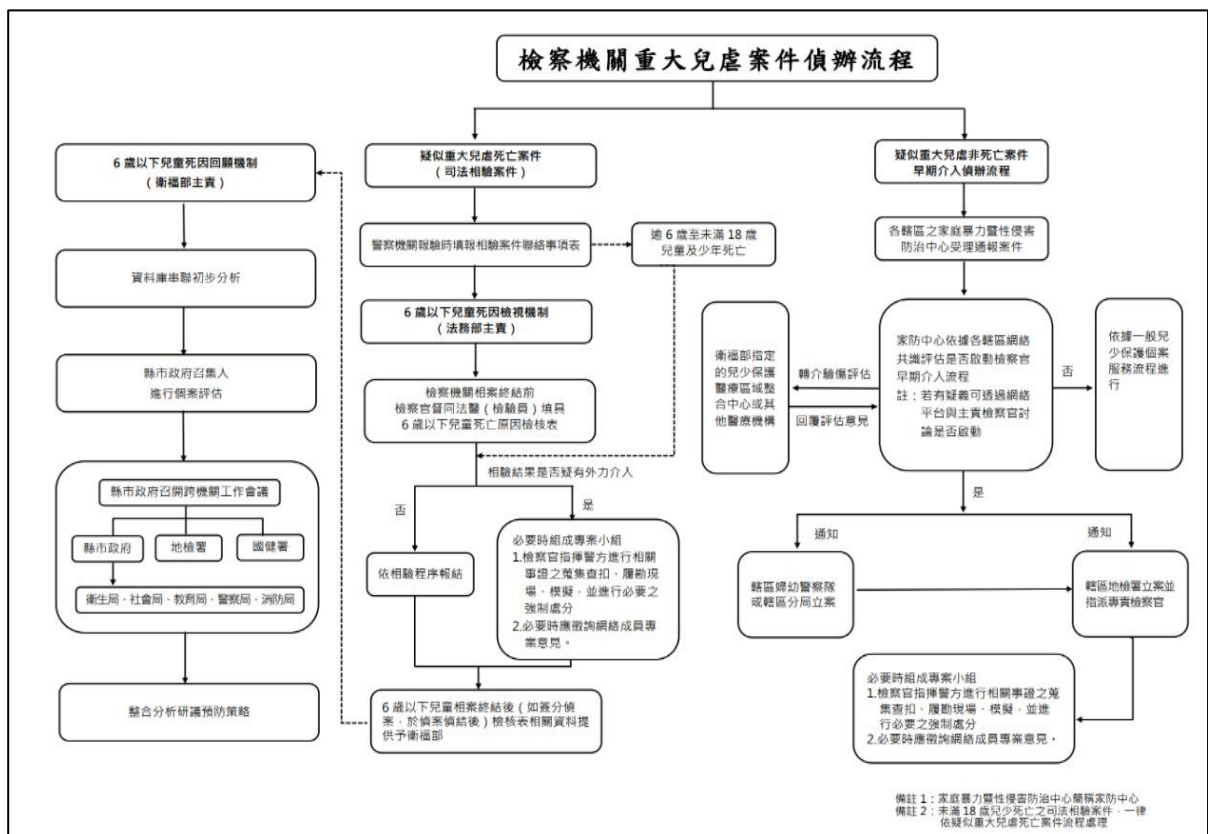 檢察機關重大兒虐案件偵辦流程
6 歲以下兒童死因回顧機制
(衛福部主責)
資料庫串聯初步分析
縣市政府召集人
進行個案評估
縣市政府召開跨機關工作會議
縣市政府
地檢署
國健署
衛生局、社會局、教育局、警察局、消防局
整合分析研議預防策略
疑似重大兒虐死亡案件
(司法相驗案件)
警察機關報驗時填報相驗案件聯絡事項表
逾 6 歲至未滿 18 歲
兒童及少年死亡
6 歲以下兒童死因檢視機制
(法務部主責)
檢察機關相案終結前
檢察官督同法醫(檢驗員)填具
6 歲以下兒童死亡原因檢核表
相驗結果是否疑有外力介入
否
是
依相驗程序報結
必要時組成專案小組
1.檢察官指揮警方進行相關
事證之蒐集查扣、履勘現
場、模擬,並進行必要之
強制處分
2.必要時應徵詢網絡成員專
業意見。
6 歲以下兒童相案終結後(如簽分偵
案,於偵案偵結後)檢核表相關資料提
供予衛福部
疑似重大兒虐非死亡案件
早期介入偵辦流程
各轄區之家庭暴力暨性侵害
防治中心受理通報案件
衛福部指定
的兒少保護
醫療區域整
合中心或其
他醫療機構
轉介驗傷評估
回覆評估意見
家防中心依據各轄區網絡
共識評估是否啟動檢察官
早期介入流程
註:若有疑義可透過網絡
平台與主責檢察官討
論是否啟動
否
依據一般兒
少保護個案
服務流程進
行
是
通知
通知
轄區婦幼警察隊
或轄區分局立案
轄區地檢署立案並
指派專責檢察官
必要時組成專案小組
1.檢察官指揮警方進行相關事證之蒐
集查扣、履勘現場、模擬,並進
行必要之強制處分
2.必要時應徵詢網絡成員專業意見。
備註 1:家庭暴力暨性侵害防治中心簡稱家防中心
備註 2:未滿 18 歲兒少死亡之司法相驗案件,一律
依疑似重大兒虐死亡案件流程處理